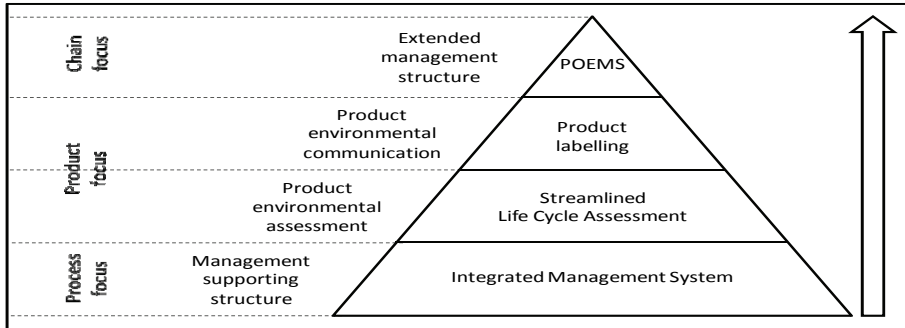 Chain
focus
Extended
management
structure
POEMS
Product
focus
Product
environmental
communication
Product
labelling
Product
environmental
assessment
Streamlined
Life Cycle Assessment
Process
focus
Management
supporting
structure
Integrated Management System